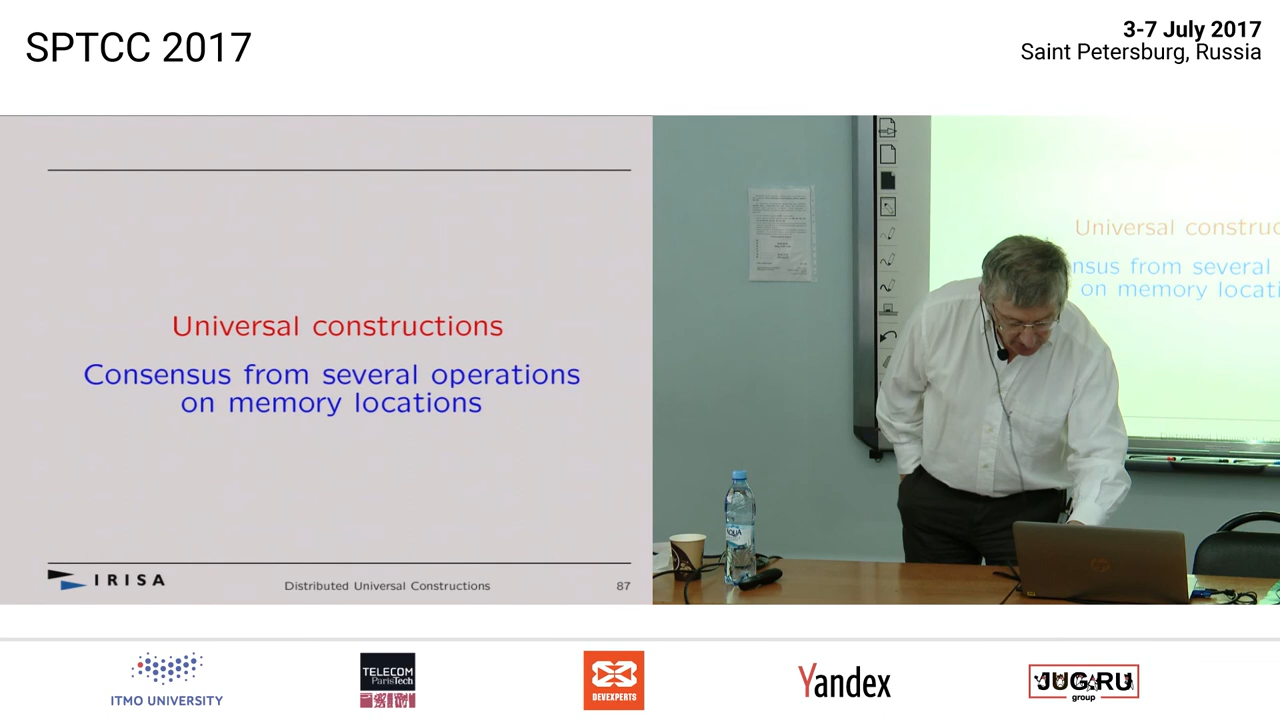 SPTCC 2017
3-7 July 2017
Saint Petersburg, Russia
Universal constructions
Consensus from several operations
on memory locations
IRISA
Distributed Universal Constructions
87
Universal construc
nsus from several
on memory locati
AQUA
ITMO UNIVERSITY
TELECOM
ParisTech
DEVEXPERTS
Yandex
JUG.RU
group